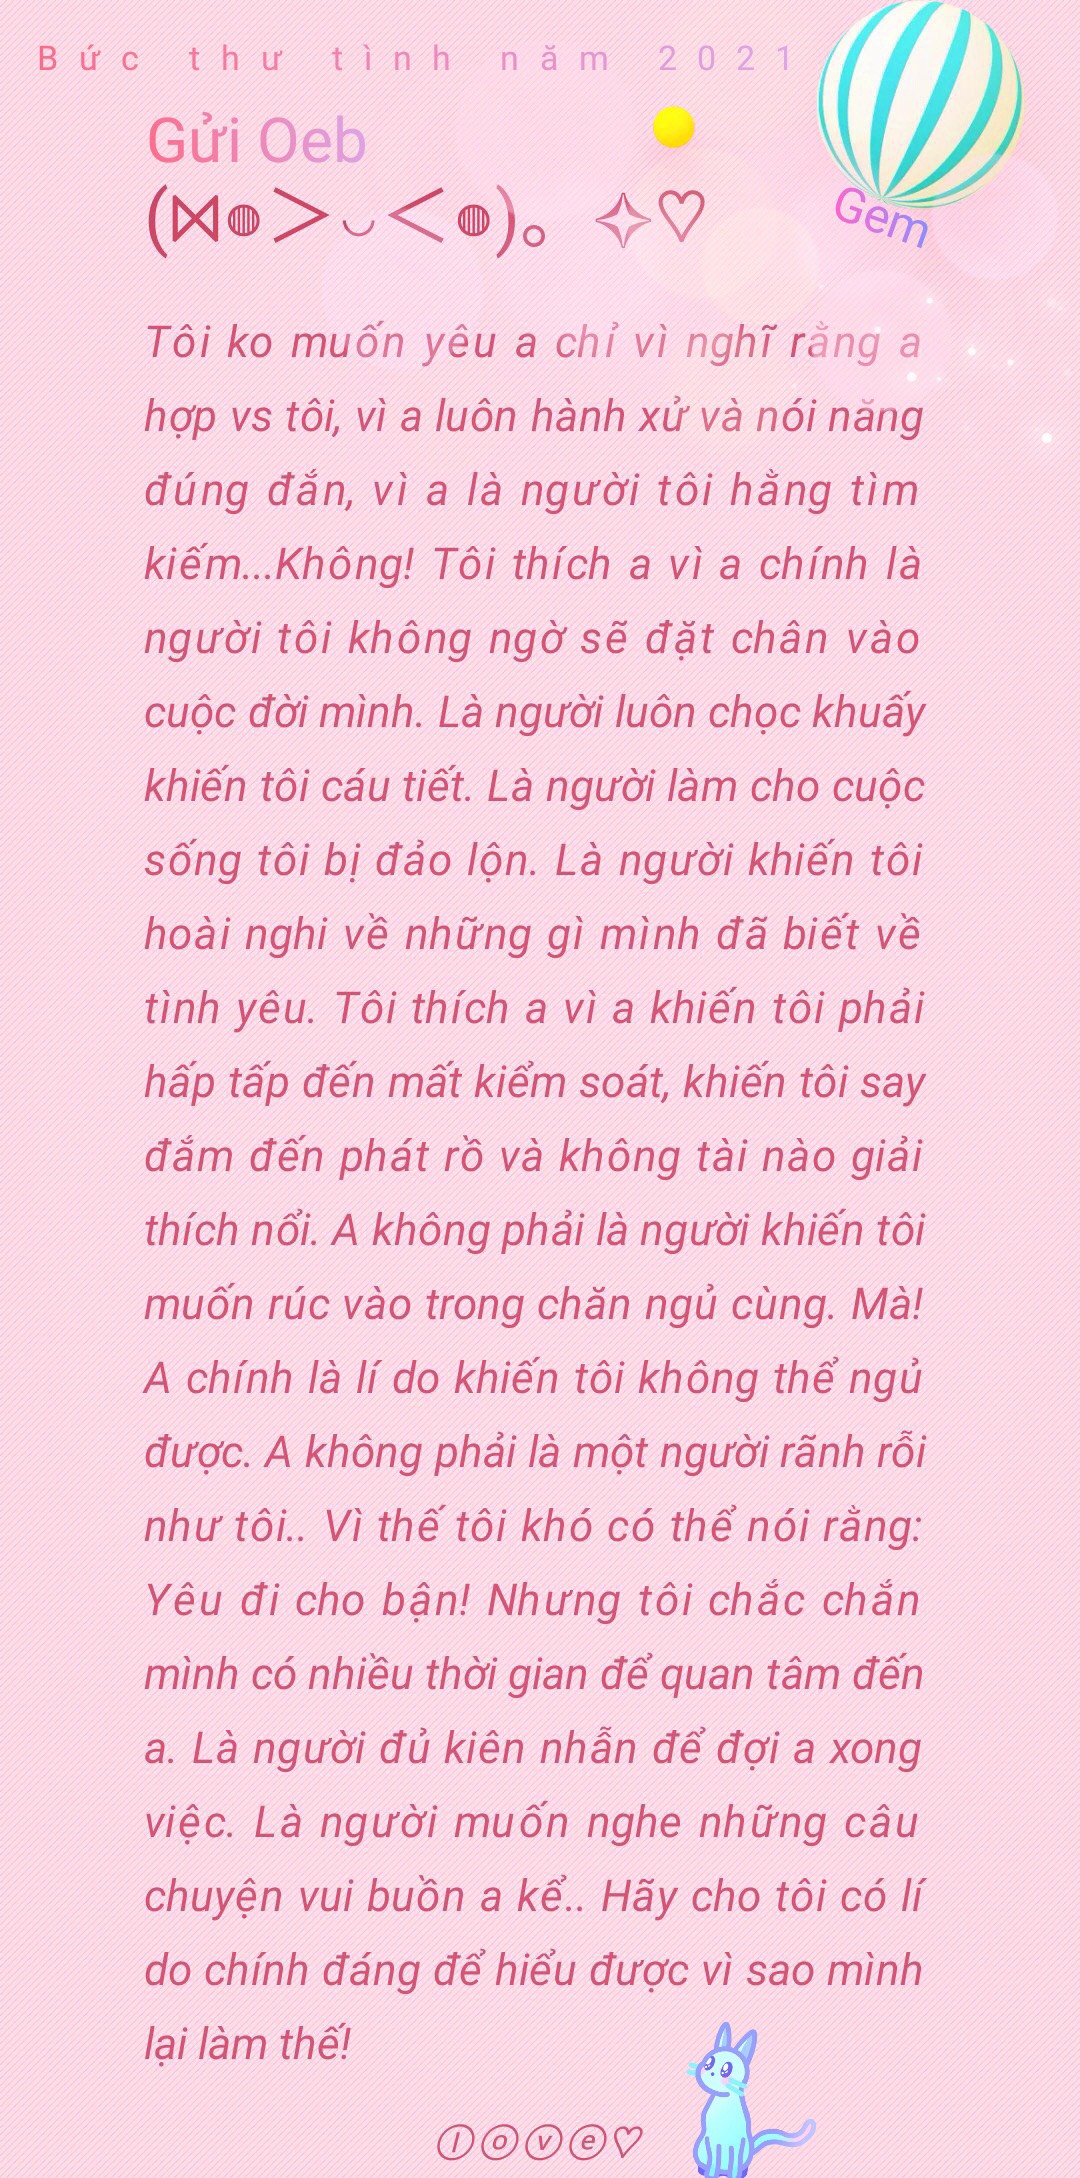 Bức thư tình năm 2021
Gửi Oeb
(⋈◍＞◡＜◍)。✧♡
Gem
Tôi ko muốn yêu a chỉ vì nghĩ rằng a
hợp vs tôi, vì a luôn hành xử và nói năng
đúng đắn, vì a là người tôi hằng tìm
kiếm...Không! Tôi thích a vì a chính là
người tôi không ngờ sẽ đặt chân vào
cuộc đời mình. Là người luôn chọc khuấy
khiến tôi cáu tiết. Là người làm cho cuộc
sống tôi bị đảo lộn. Là người khiến tôi
hoài nghi về những gì mình đã biết về
tình yêu. Tôi thích a vì a khiến tôi phải
hấp tấp đến mất kiểm soát, khiến tôi say
đắm đến phát rồ và không tài nào giải
thích nổi. A không phải là người khiến tôi
muốn rúc vào trong chăn ngủ cùng. Mà!
A chính là lí do khiến tôi không thể ngủ
được. A không phải là một người rãnh rỗi
như tôi.. Vì thế tôi khó có thể nói rằng:
Yêu đi cho bận! Nhưng tôi chắc chắn
mình có nhiều thời gian để quan tâm đến
a. Là người đủ kiên nhẫn để đợi a xong
việc. Là người muốn nghe những câu
chuyện vui buồn a kể.. Hãy cho tôi có lí
do chính đáng để hiểu được vì sao mình
lại làm thế!
ⓛⓞⓥⓔ♡